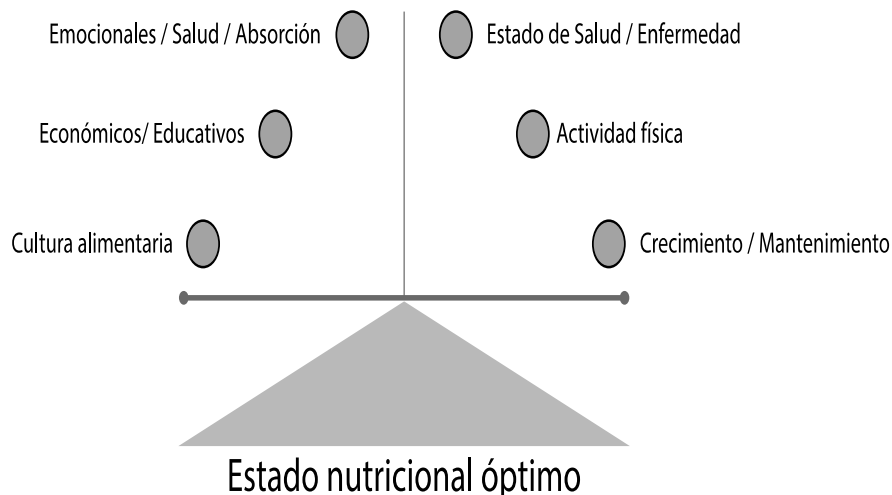 Emocionales / Salud / Absorción
Estado de Salud / Enfermedad
Económicos/ Educativos
Actividad física
Cultura alimentaria
Crecimiento / Mantenimiento
Estado nutricional óptimo